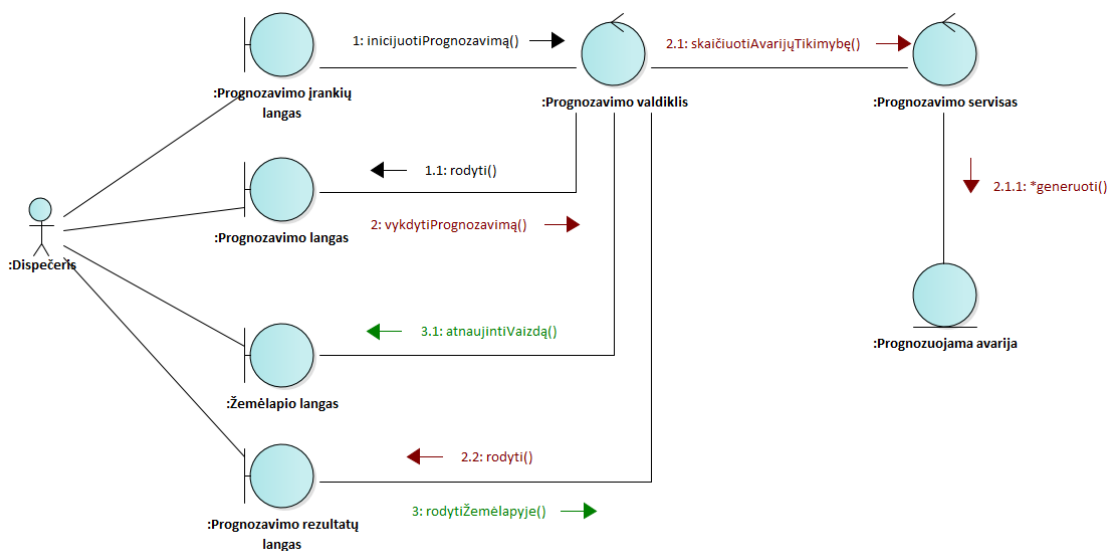 1: inicijuotiPrognozavimą()
2.1: skaičiuotiAvarijųTikimybę()
:Prognozavimo įrankių
langas
:Prognozavimo valdiklis
:Prognozavimo servisas
1.1: rodyti()
2.1.1: *generuoti()
2: vykdytiPrognozavimą()
:Prognozavimo langas
:Dispečeris
3.1: atnaujintiVaizdą()
:Prognozuojama avarija
:Žemėlapio langas
2.2: rodyti()
3: rodytiŽemėlapyje()
:Prognozavimo rezultatų
langas